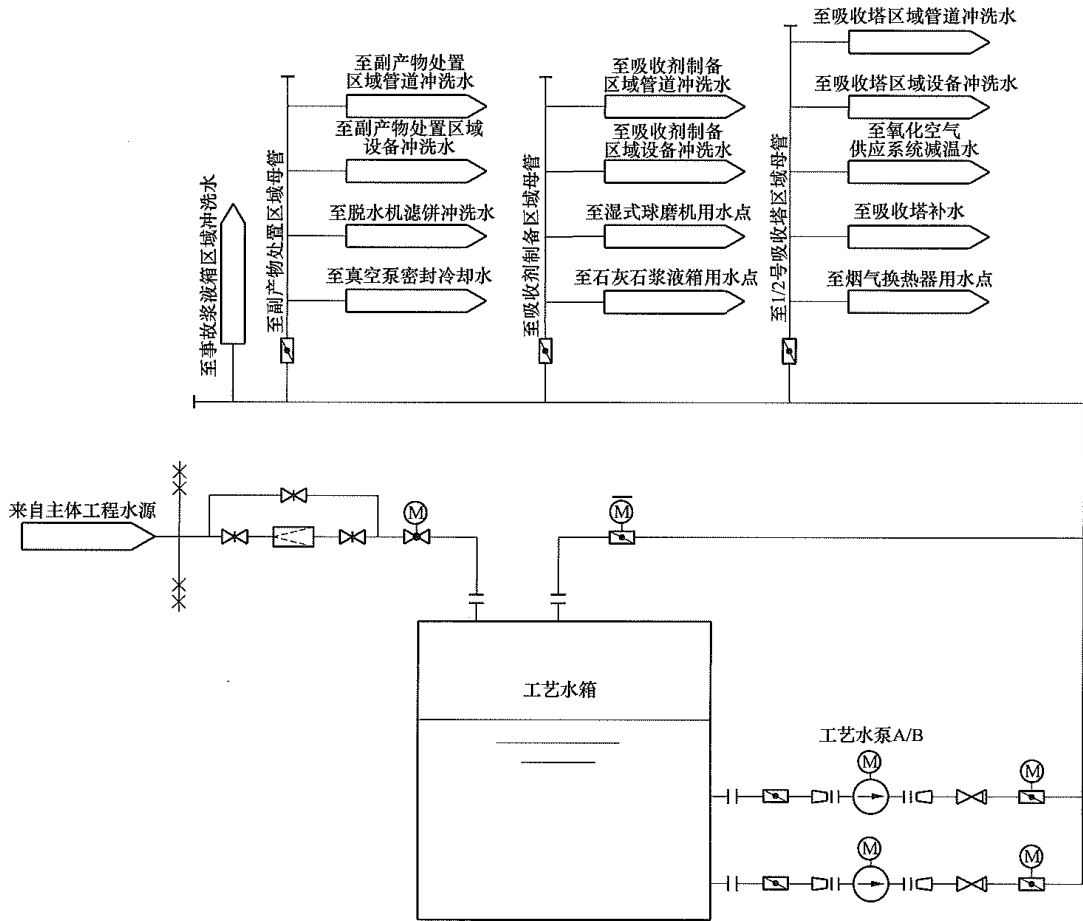 至副产物处置
区域管道冲洗水
至副产物处置区域
设备冲洗水
至脱水机滤饼冲洗水
至真空泵密封冷却水
至事故浆液箱区域冲洗水
至副产物处置区域母管
至吸收剂制备
区域管道冲洗水
至吸收剂制备
区域设备冲洗水
至湿式球磨机用水点
至石灰石浆液箱用水点
至吸收剂制备区域母管
至吸收塔区域管道冲洗水
至吸收塔区域设备冲洗水
至氧化空气
供应系统减温水
至吸收塔补水
至烟气换热器用水点
至1/2号吸收塔区域母管
来自主体工程水源
M
M
工艺水箱
工艺水泵A/B
M
M
M
M